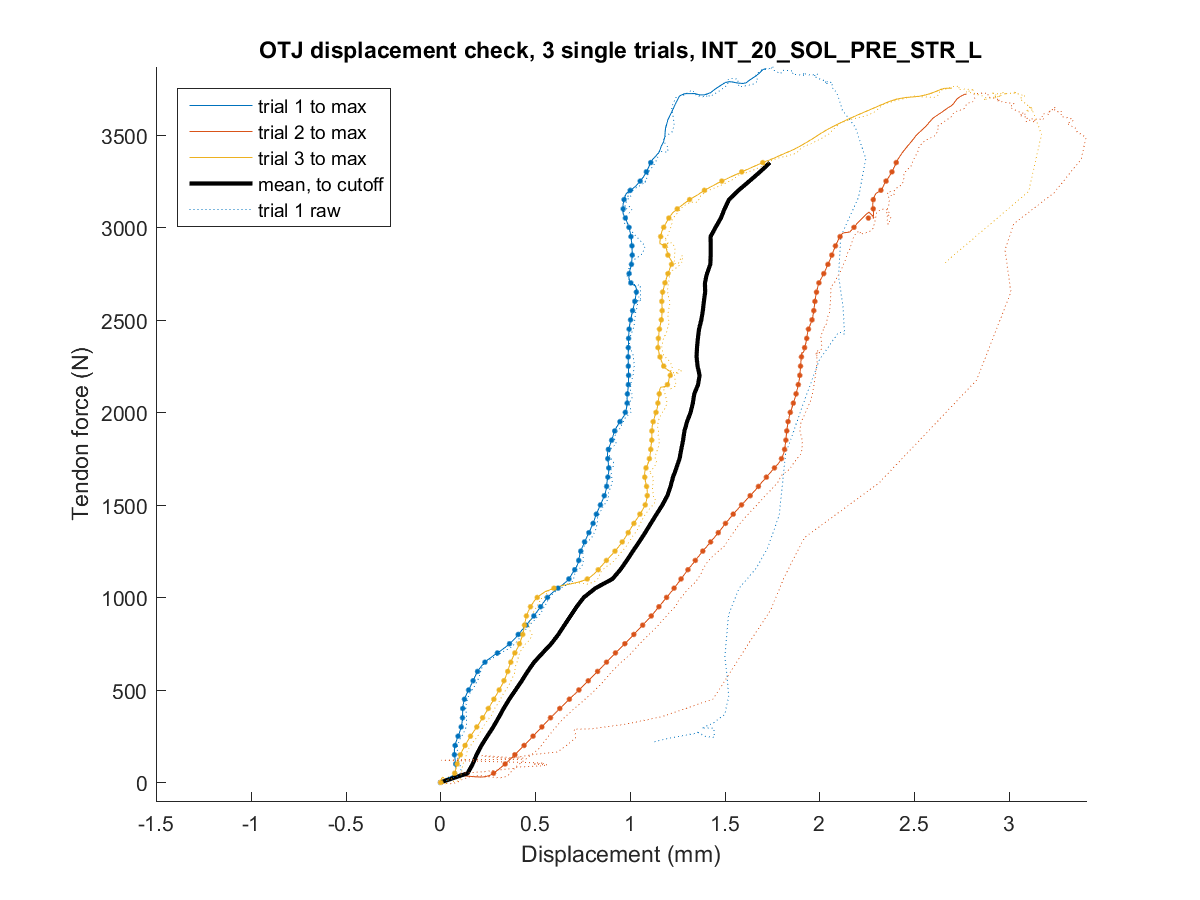 OTJ displacement check, 3 single trials, INT_20_SOL_PRE_STR_L
trial 1 to max
trial 2 to max
trial 3 to max
mean, to cutoff
trial 1 raw
Tendon force (N)
3500
3000
2500
2000
1500
1000
500
0
-1.5 -1 -0.5 0 0.5 1 1.5 2 2.5 3
Displacement (mm)